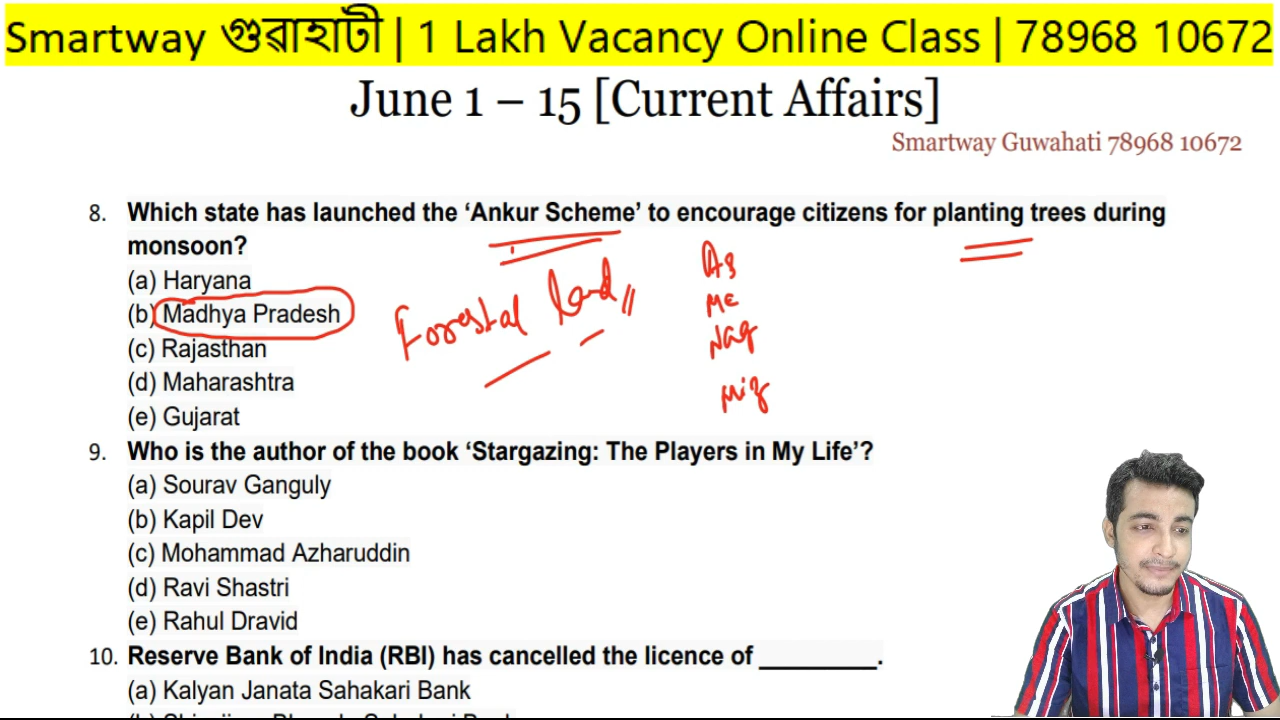 Smartway গুৱাহাটী | 1 Lakh Vacancy Online Class | 78968 10672
June 1 – 15 [Current Affairs]
Smartway Guwahati 78968 10672
8. Which state has launched the ‘Ankur Scheme’ to encourage citizens for planting trees during
monsoon?
(a) Haryana
(b) Madhya Pradesh
(c) Rajasthan
(d) Maharashtra
(e) Gujarat
Forestal land
As
Me
Nag
Miz
9. Who is the author of the book ‘Stargazing: The Players in My Life’?
(a) Sourav Ganguly
(b) Kapil Dev
(c) Mohammad Azharuddin
(d) Ravi Shastri
(e) Rahul Dravid
10. Reserve Bank of India (RBI) has cancelled the licence of _________.
(a) Kalyan Janata Sahakari Bank